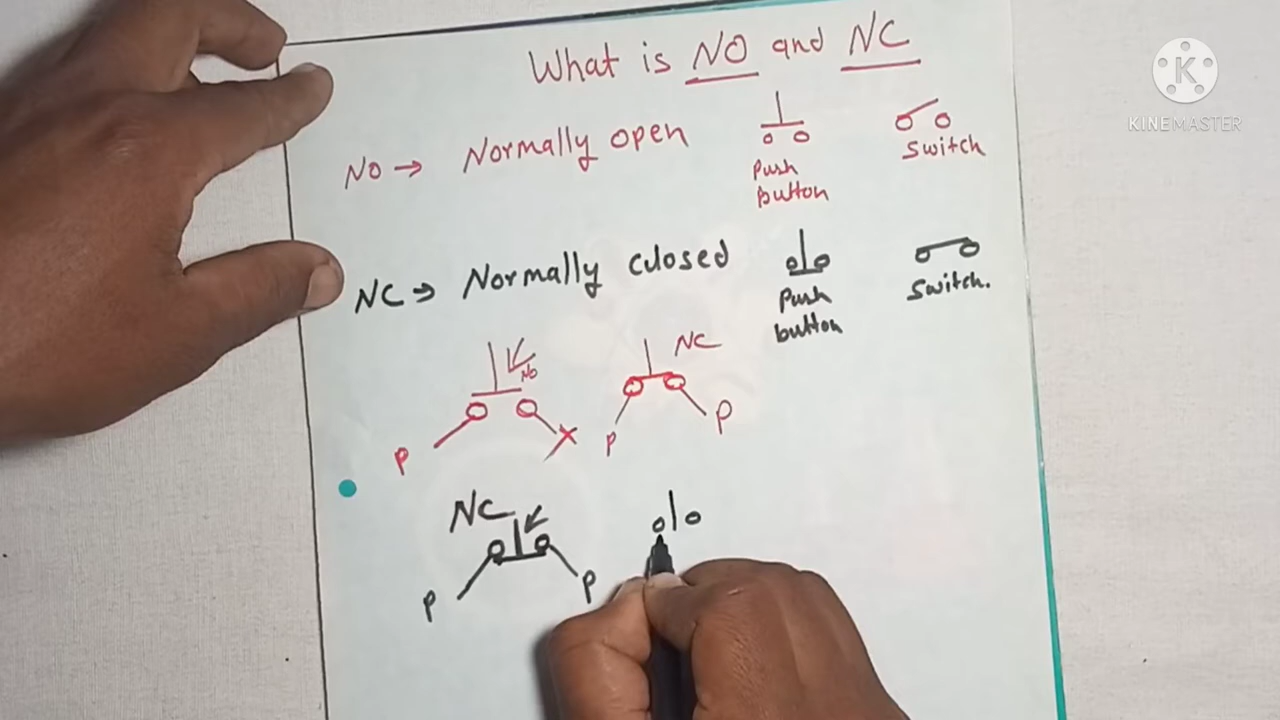 What is NO and NC
NO → Normally open
Push
button
Switch
NC → Normally culosed
Push
button
Switch.
NO
P
X
NC
P
P
NC
P
P
K
KINEMASTER